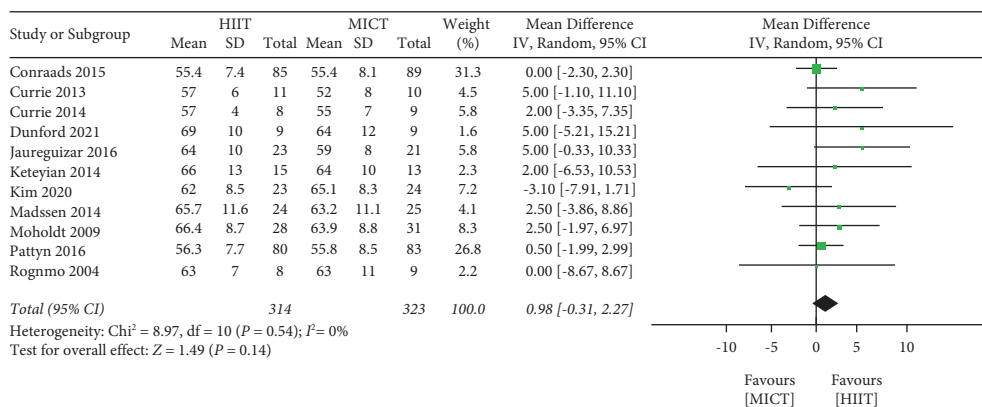 Study or Subgroup HIIT MICT Weight Mean Difference Mean Difference
Mean SD Total Mean SD Total (%) IV, Random, 95% CI IV, Random, 95% CI
Conraads 2015 55.4 7.4 85 55.4 8.1 89 31.3 0.00 [-2.30, 2.30]
Currie 2013 57 6 11 52 8 10 4.5 5.00 [-1.10, 11.10]
Currie 2014 57 4 8 55 7 9 5.8 2.00 [-3.35, 7.35]
Dunford 2021 69 10 9 64 12 9 1.6 5.00 [-5.21, 15.21]
Jaureguizar 2016 64 10 23 59 8 21 5.8 5.00 [-0.33, 10.33]
Keteyian 2014 66 13 15 64 10 13 2.3 2.00 [-6.53, 10.53]
Kim 2020 62 8.5 23 65.1 8.3 24 7.2 -3.10 [-7.91, 1.71]
Madssen 2014 65.7 11.6 24 63.2 11.1 25 4.1 2.50 [-3.86, 8.86]
Moholdt 2009 66.4 8.7 28 63.9 8.8 31 8.3 2.50 [-1.97, 6.97]
Pattyn 2016 56.3 7.7 80 55.8 8.5 83 26.8 0.50 [-1.99, 2.99]
Rognmo 2004 63 7 8 63 11 9 2.2 0.00 [-8.67, 8.67]
Total (95% CI) 314 323 100.0 0.98 [-0.31, 2.27]
Heterogeneity: Chi² = 8.97, df = 10 (P = 0.54); I²= 0%
Test for overall effect: Z = 1.49 (P = 0.14)
-10 -5 0 5 10
Favours Favours
[MICT] [HIIT]